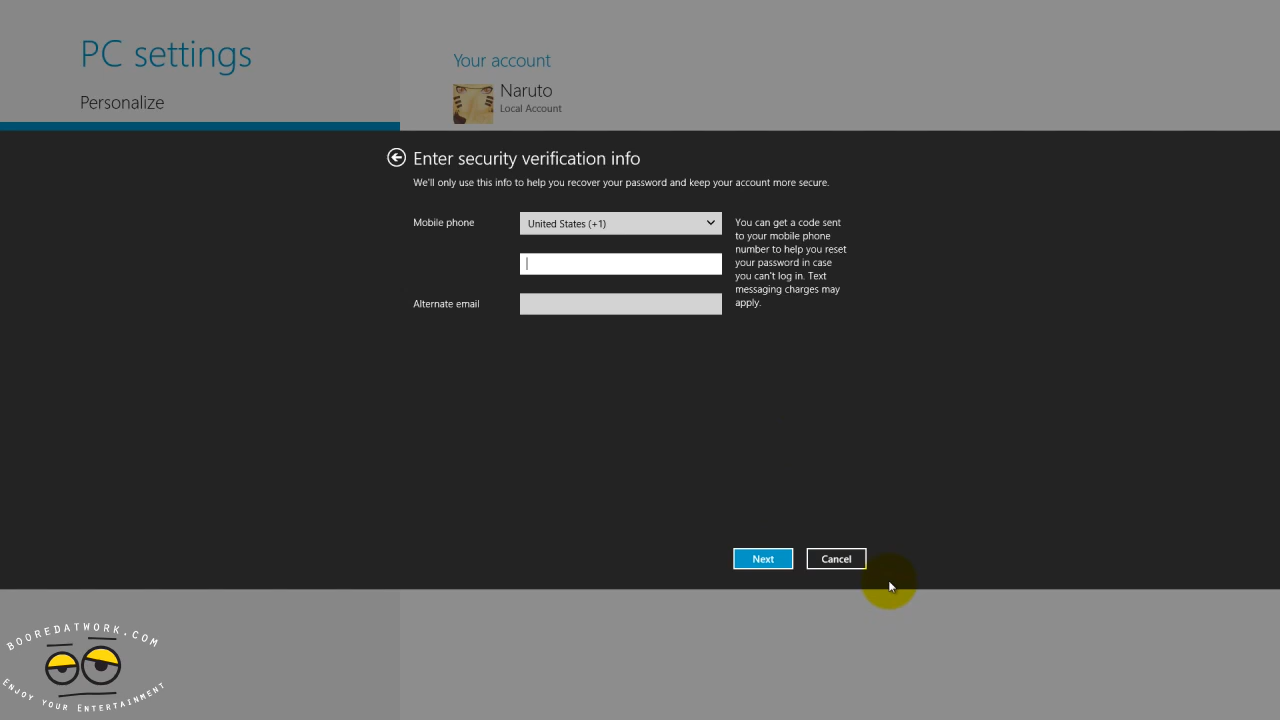 PC settings
Personalize
Your account
Naruto
Local Account
Enter security verification info
We'll only use this info to help you recover your password and keep your account more secure.
Mobile phone
United States (+1)
You can get a code sent
to your mobile phone
number to help you reset
your password in case
you can't log in. Text
messaging charges may
apply.
Alternate email
Next
Cancel
BOOREDATWORK.COM
ENJOY YOUR ENTERTAINMENT